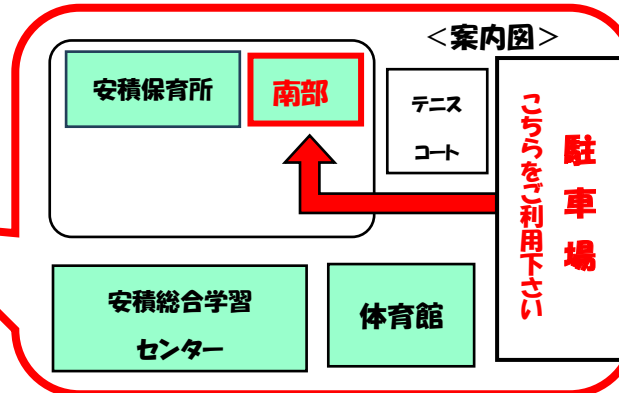 ＜案内図＞
安積保育所
南部
テニス
コート
駐車場
こちらをご利用下さい
安積総合学習
センター
体育館